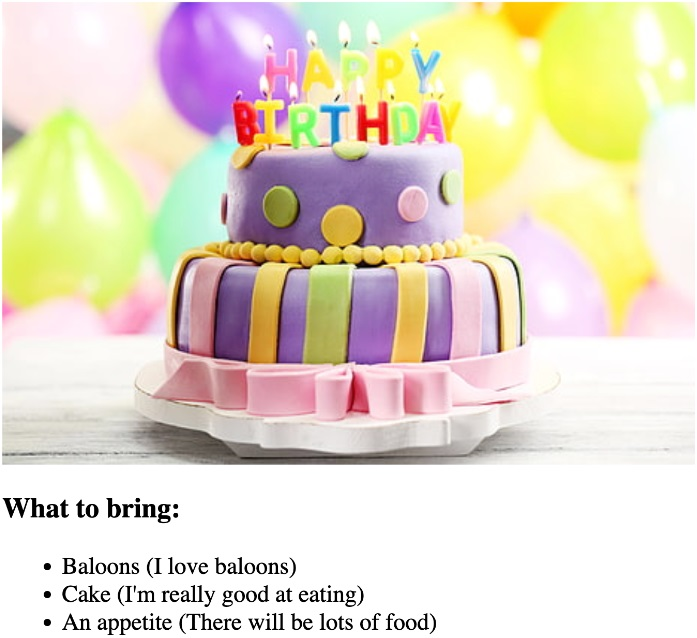 HAPPY
BIRTHDAY
What to bring:
• Baloons (I love baloons)
• Cake (I'm really good at eating)
• An appetite (There will be lots of food)